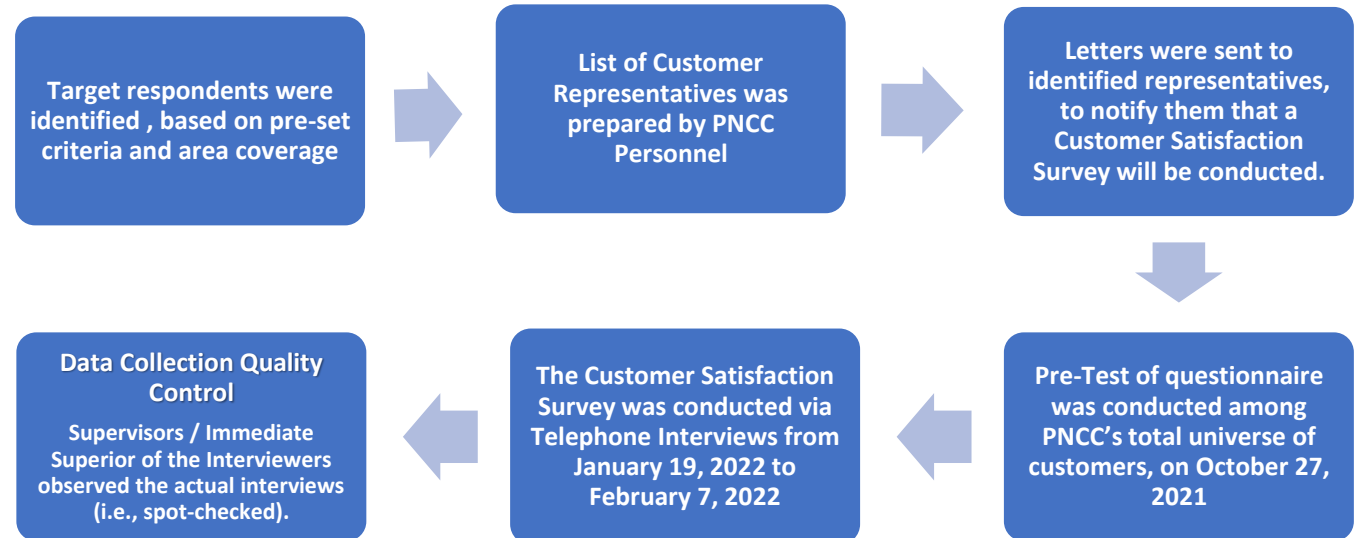 Target respondents were
identified , based on pre-set
criteria and area coverage
List of Customer
Representatives was
prepared by PNCC
Personnel
Letters were sent to
identified representatives,
to notify them that a
Customer Satisfaction
Survey will be conducted.
Pre-Test of questionnaire
was conducted among
PNCC’s total universe of
customers, on October 27,
2021
The Customer Satisfaction
Survey was conducted via
Telephone Interviews from
January 19, 2022 to
February 7, 2022
Data Collection Quality
Control
Supervisors / Immediate
Superior of the Interviewers
observed the actual interviews
(i.e., spot-checked).